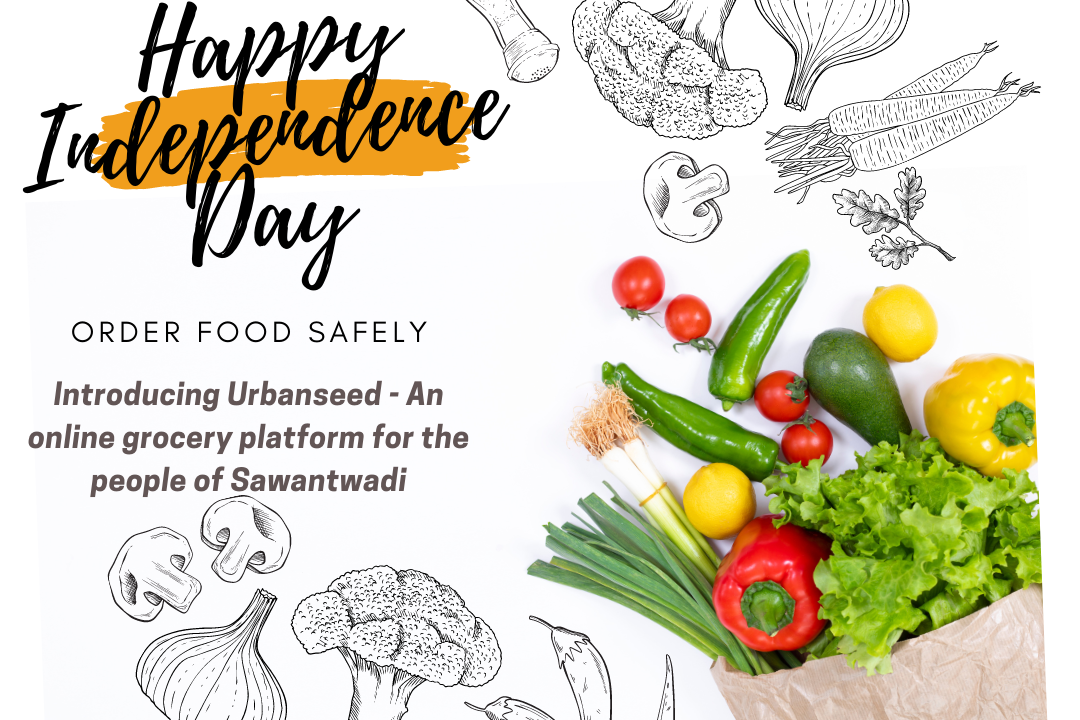 Happy
Independence
Day
ORDER FOOD SAFELY
Introducing Urbanseed - An
online grocery platform for the
people of Sawantwadi